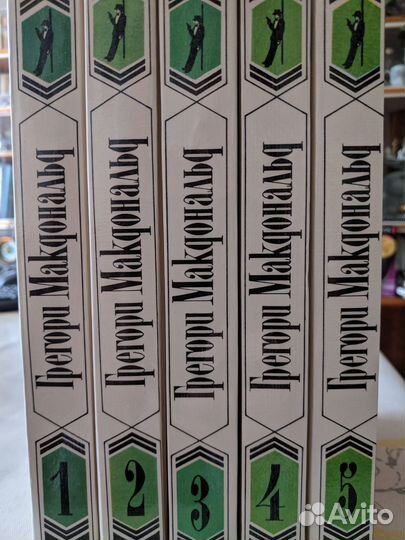 Грегори Макдональд
1
Грегори Макдональд
2
Грегори Макдональд
3
Грегори Макдональд
4
Грегори Макдональд
5
Avito